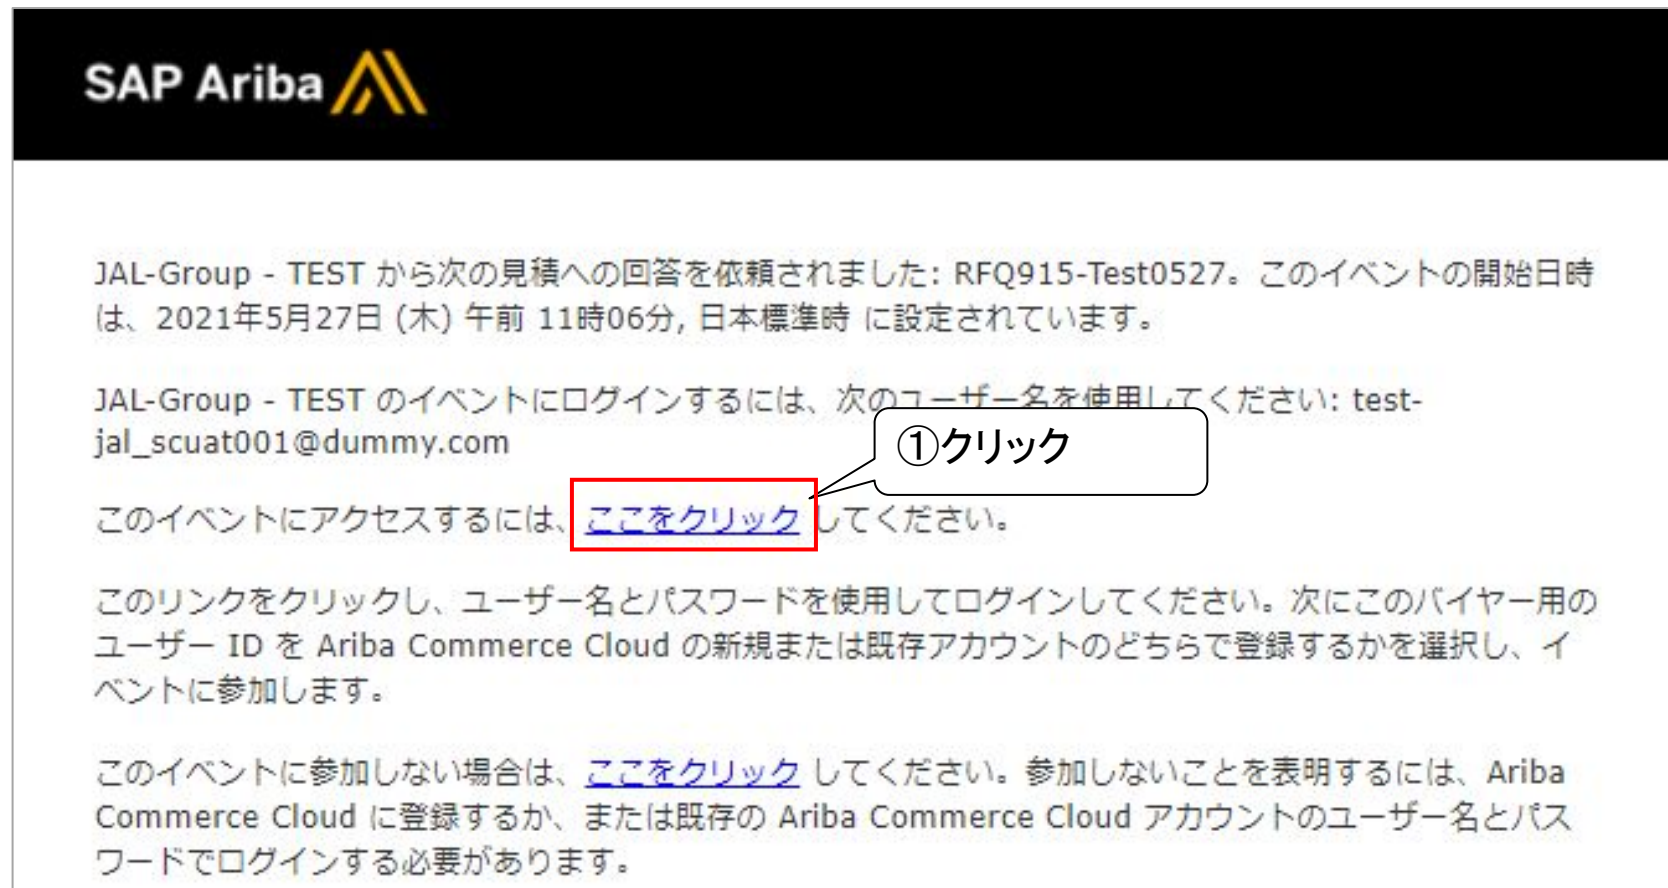 SAP Ariba
JAL-Group - TEST から次の見積への回答を依頼されました: RFQ915-Test0527。このイベントの開始日時
は、2021年5月27日 (木) 午前 11時06分, 日本標準時 に設定されています。
JAL-Group - TEST のイベントにログインするには、次のユーザー名を使用してください: test-
jal_scuat001@dummy.com
①クリック
このイベントにアクセスするには、ここをクリック してください。
このリンクをクリックし、ユーザー名とパスワードを使用してログインしてください。次にこのバイヤー用の
ユーザー ID を Ariba Commerce Cloud の新規または既存アカウントのどちらで登録するかを選択し、イ
ベントに参加します。
このイベントに参加しない場合は、ここをクリック してください。参加しないことを表明するには、Ariba
Commerce Cloud に登録するか、または既存の Ariba Commerce Cloud アカウントのユーザー名とパス
ワードでログインする必要があります。